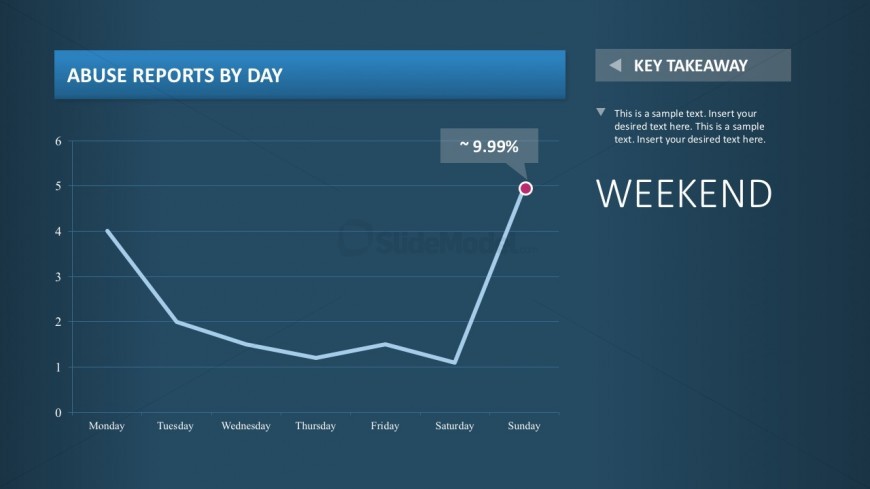 ABUSE REPORTS BY DAY
KEY TAKEAWAY
This is a sample text. Insert your
desired text here. This is a sample
text. Insert your desired text here.
WEEKEND
~ 9.99%
6
5
4
3
2
1
0
Monday Tuesday Wednesday Thursday Friday Saturday Sunday